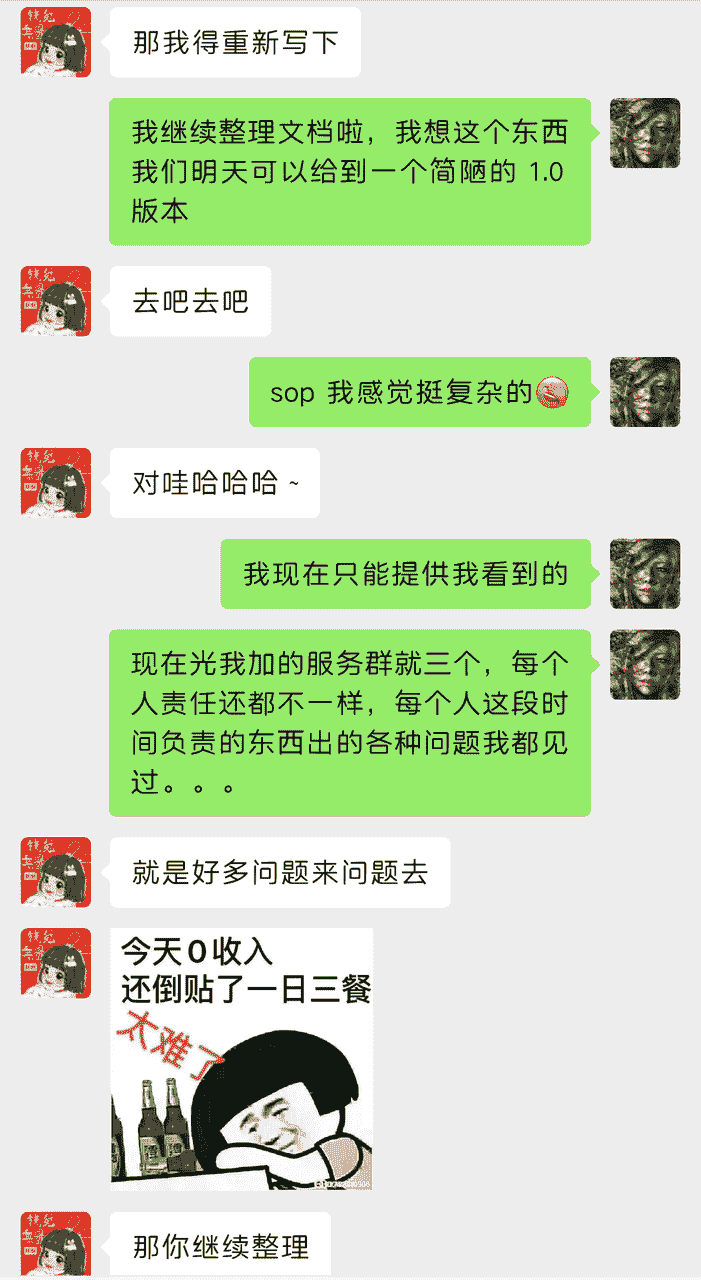 那我得重新写下
我继续整理文档啦，我想这个东西
我们明天可以给到一个简陋的 1.0
版本
去吧去吧
sop 我感觉挺复杂的
对哇哈哈哈 ~
我现在只能提供我看到的
现在光我加的服务群就三个，每个
人责任还都不一样，每个人这段时
间负责的东西出的各种问题我都见
过。。。
就是好多问题来问题去
今天0收入
还倒贴了一日三餐
太难了
那你继续整理